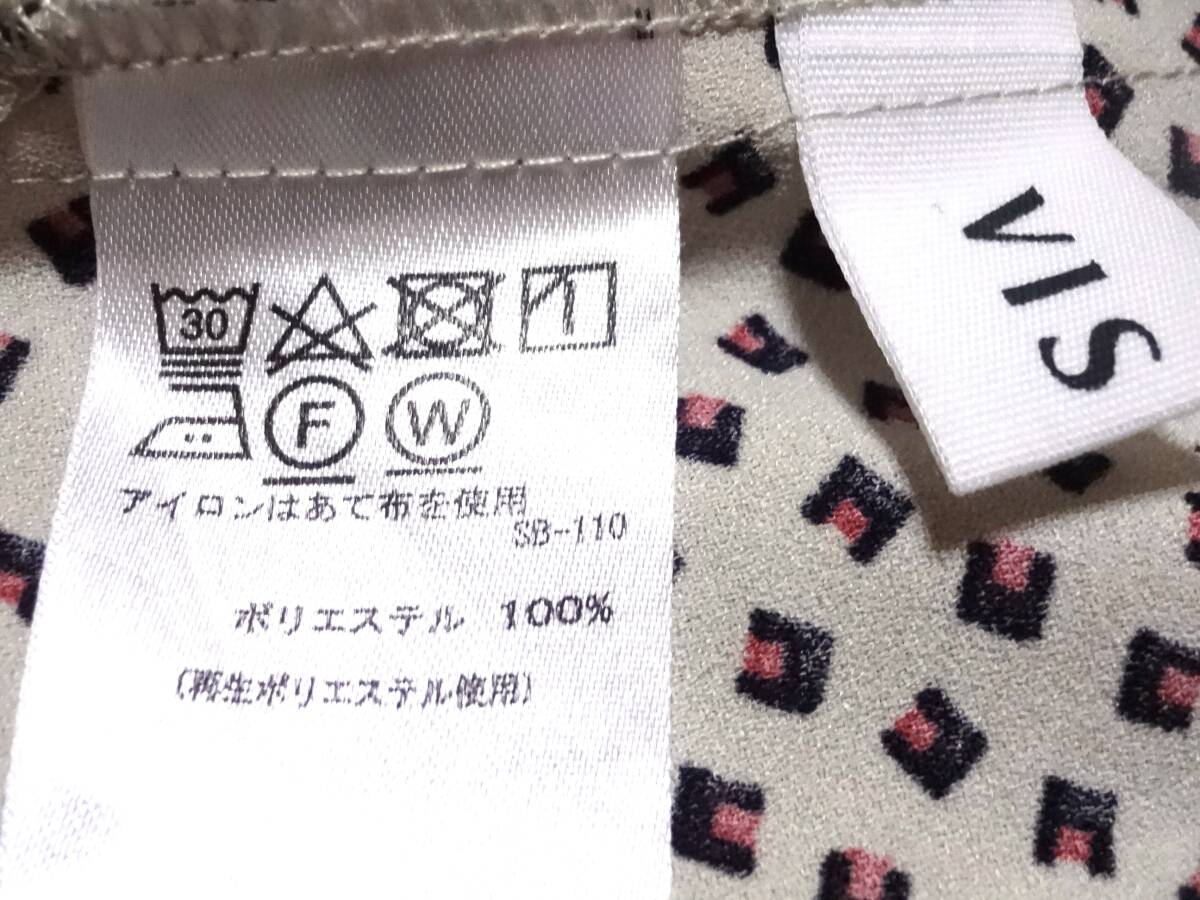 30
F W
アイロンはあて布を使用
SB-110
ポリエステル 100%
(再生ポリエステル使用)
VIS